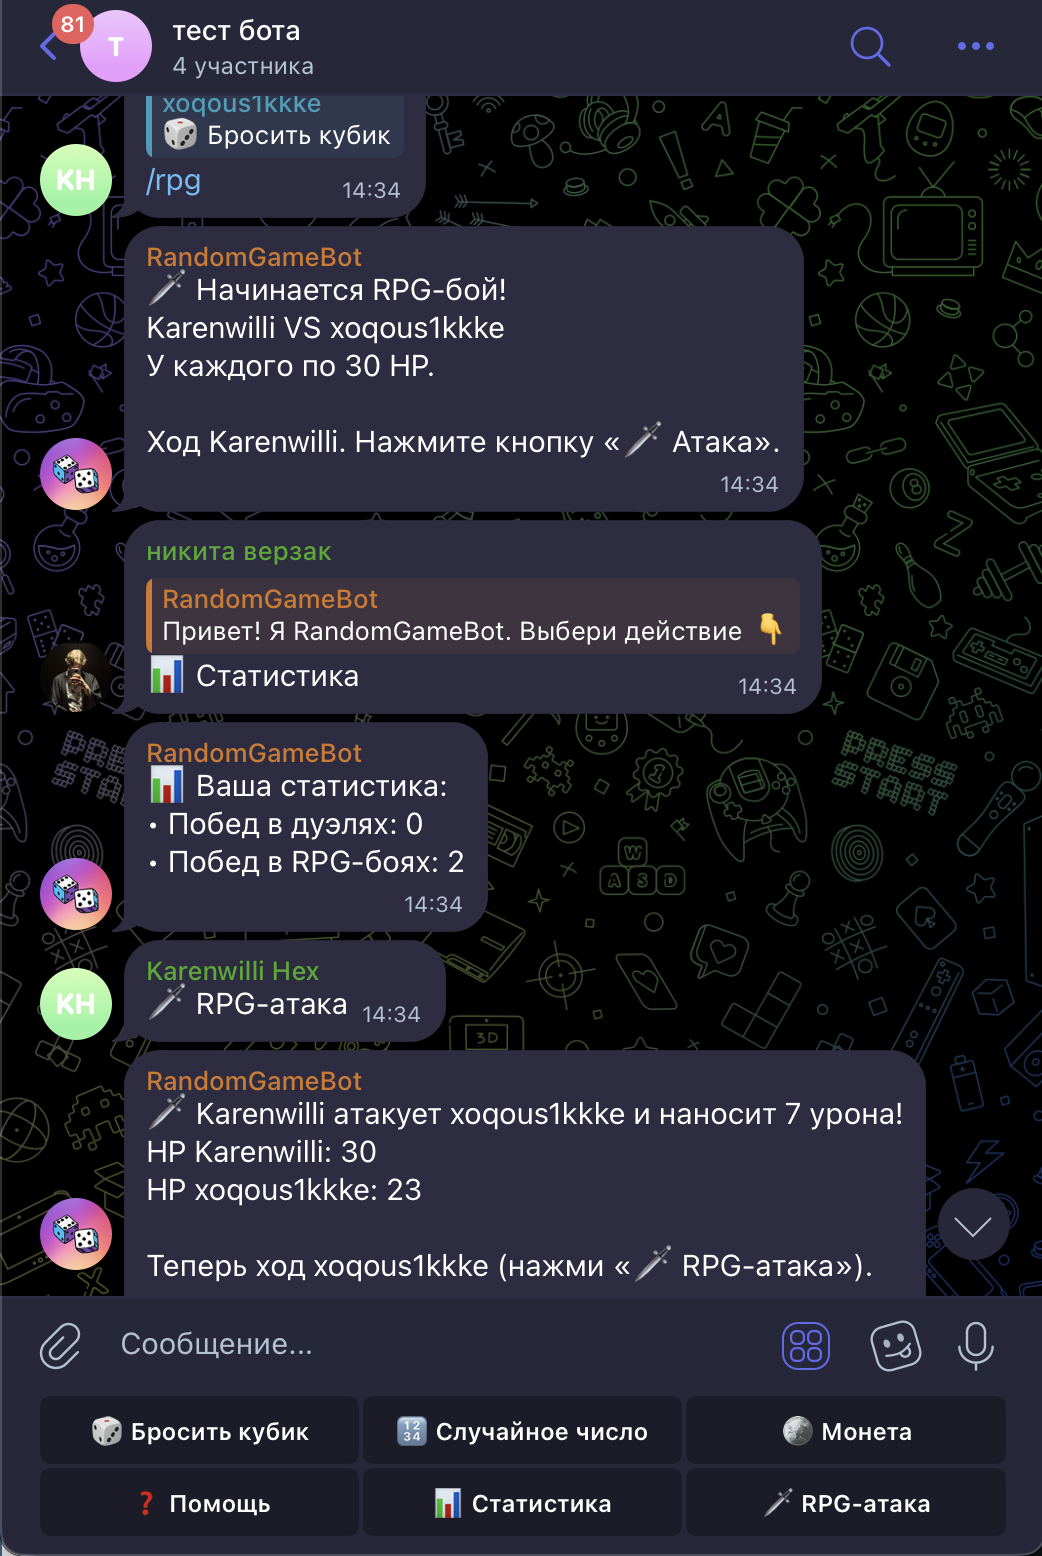 81
Т
тест бота
4 участника
xoqous1kkke
🎲 Бросить кубик
/rpg
14:34
KH
RandomGameBot
🗡 Начинается RPG-бой!
Karenwilli VS xoqous1kkke
У каждого по 30 HP.
Ход Karenwilli. Нажмите кнопку «🗡 Атака».
14:34
никита верзак
RandomGameBot
Привет! Я RandomGameBot. Выбери действие 👇
📊 Статистика
14:34
RandomGameBot
📊 Ваша статистика:
• Побед в дуэлях: 0
• Побед в RPG-боях: 2
14:34
Karenwilli Hex
🗡 RPG-атака
14:34
KH
RandomGameBot
🗡 Karenwilli атакует xoqous1kkke и наносит 7 урона!
HP Karenwilli: 30
HP xoqous1kkke: 23
Теперь ход xoqous1kkke (нажми «🗡 RPG-атака»).
PRESS
START
W
A S D
3D
Сообщение...
🎲 Бросить кубик
🔢 Случайное число
🌕 Монета
❓ Помощь
📊 Статистика
🗡 RPG-атака